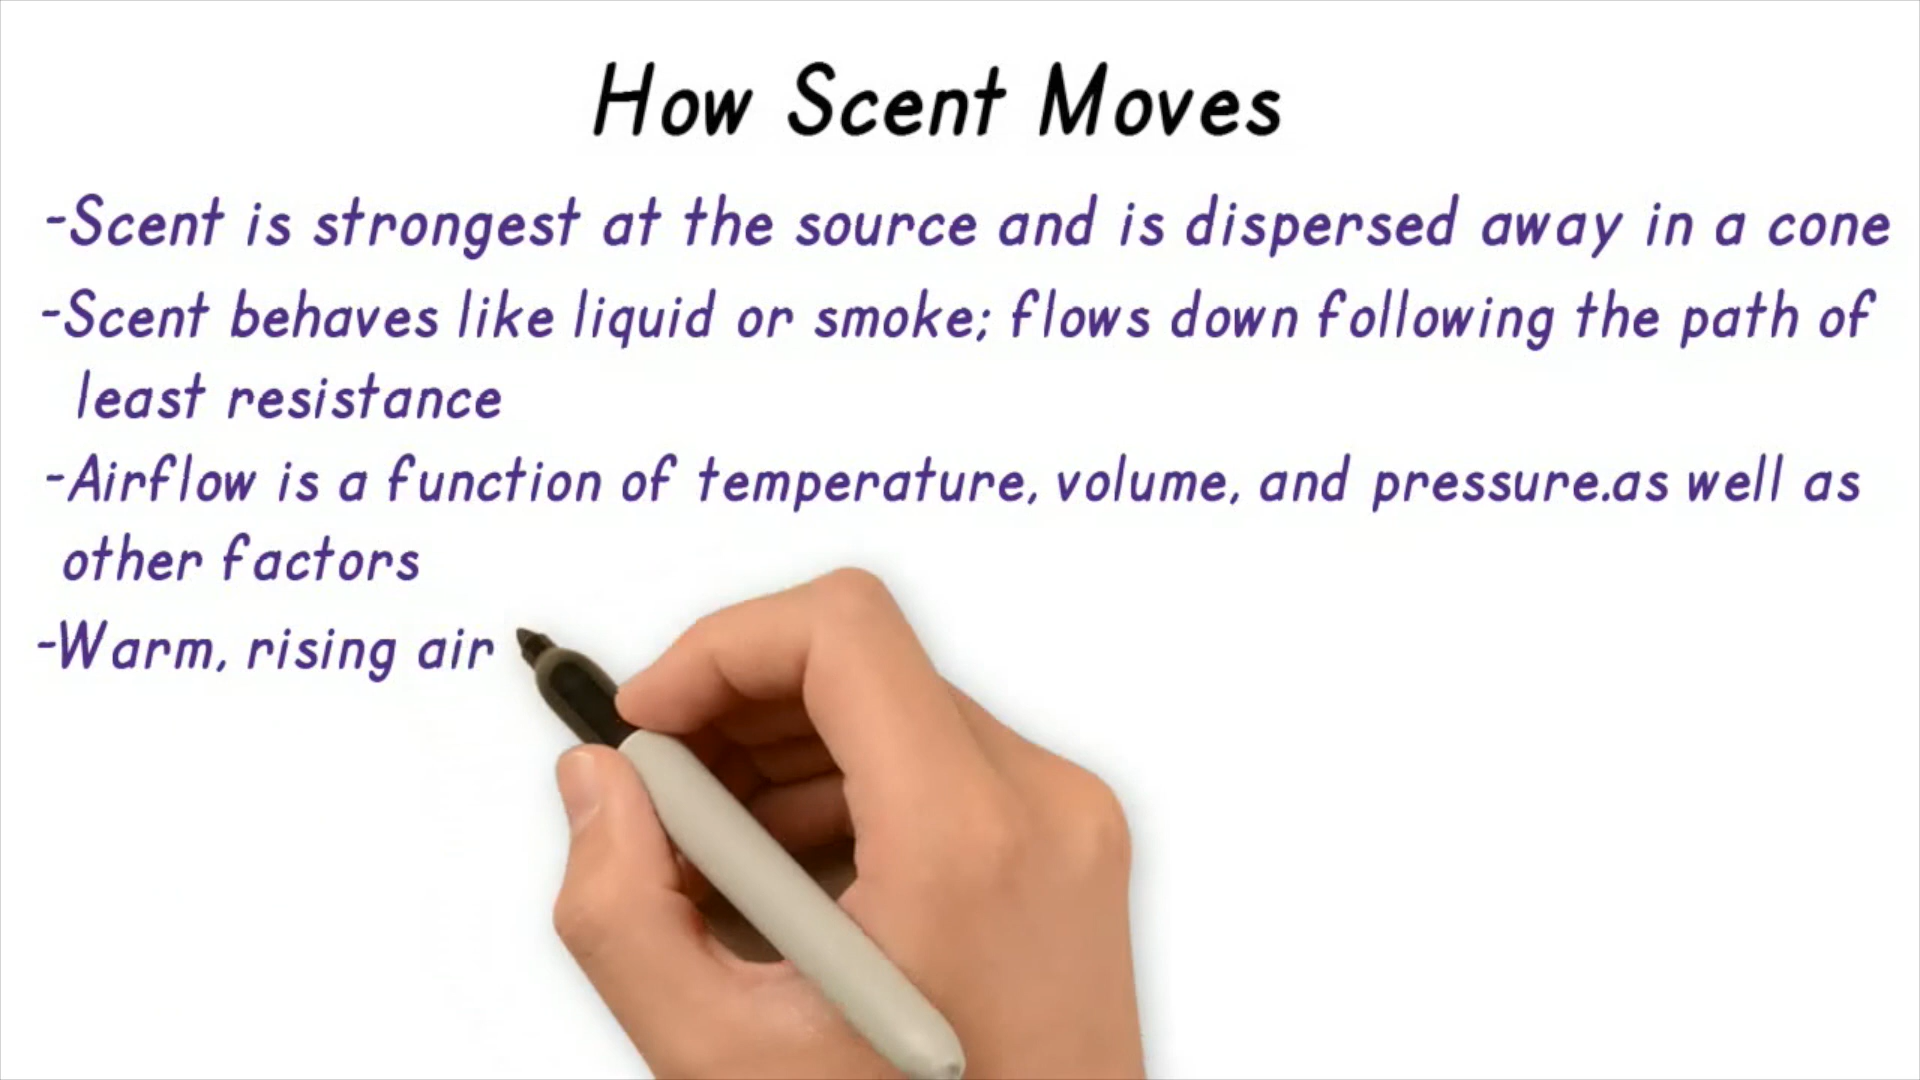 How Scent Moves
-Scent is strongest at the source and is dispersed away in a cone
-Scent behaves like liquid or smoke; flows down following the path of
least resistance
-Airflow is a function of temperature, volume, and pressure.as well as
other factors
-Warm, rising air